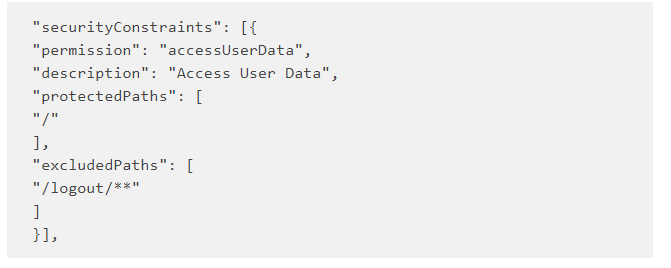 "securityConstraints": [{
"permission": "accessUserData",
"description": "Access User Data",
"protectedPaths": [
"/"
],
"excludedPaths": [
"/logout/**"
]
}],